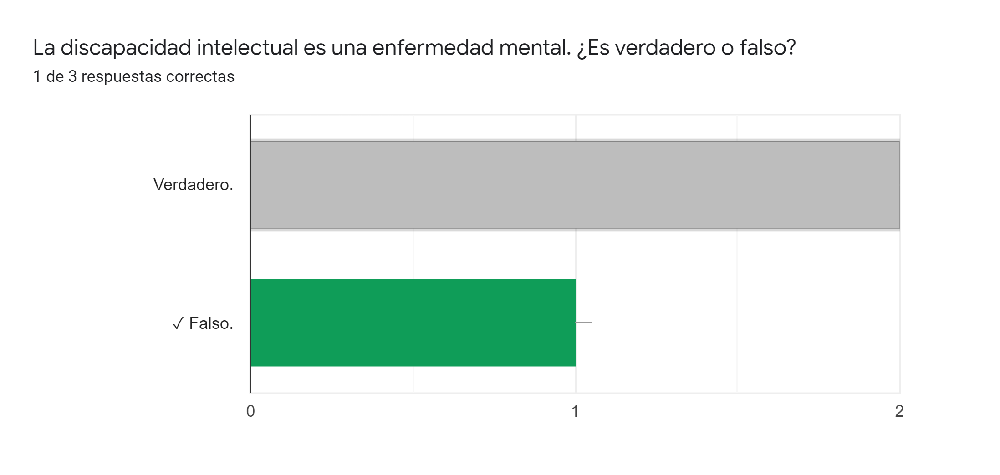 La discapacidad intelectual es una enfermedad mental. ¿Es verdadero o falso?
1 de 3 respuestas correctas
Verdadero.
✓ Falso.
0 1 2